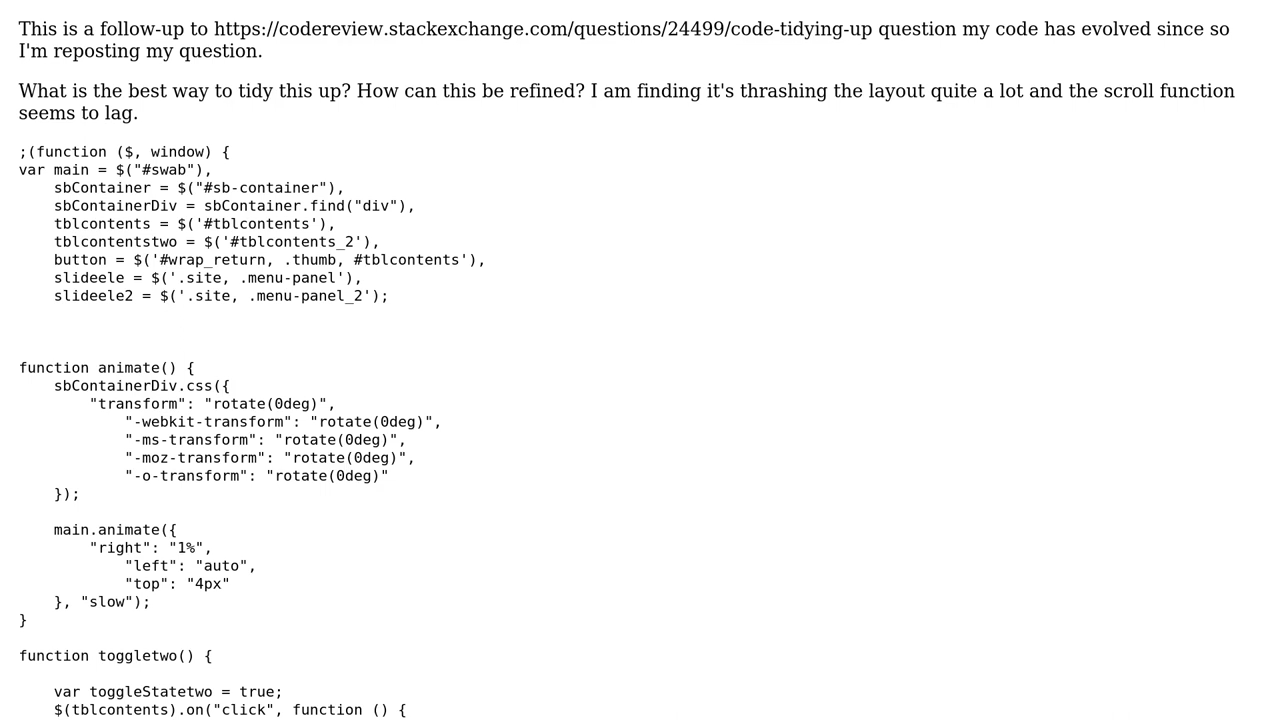 This is a follow-up to https://codereview.stackexchange.com/questions/24499/code-tidying-up question my code has evolved since so
I'm reposting my question.
What is the best way to tidy this up? How can this be refined? I am finding it's thrashing the layout quite a lot and the scroll function
seems to lag.
;(function ($, window) {
var main = $("#swab"),
    sbContainer = $("#sb-container"),
    sbContainerDiv = sbContainer.find("div"),
    tblcontents = $('#tblcontents'),
    tblcontentstwo = $('#tblcontents_2'),
    button = $('#wrap_return, .thumb, #tblcontents'),
    slideele = $('.site, .menu-panel'),
    slideele2 = $('.site, .menu-panel_2');
function animate() {
    sbContainerDiv.css({
        "transform": "rotate(0deg)",
            "-webkit-transform": "rotate(0deg)",
            "-ms-transform": "rotate(0deg)",
            "-moz-transform": "rotate(0deg)",
            "-o-transform": "rotate(0deg)"
    });
    main.animate({
        "right": "1%",
            "left": "auto",
            "top": "4px"
    }, "slow");
}
function toggletwo() {
    var toggleStatetwo = true;
    $(tblcontents).on("click", function () {